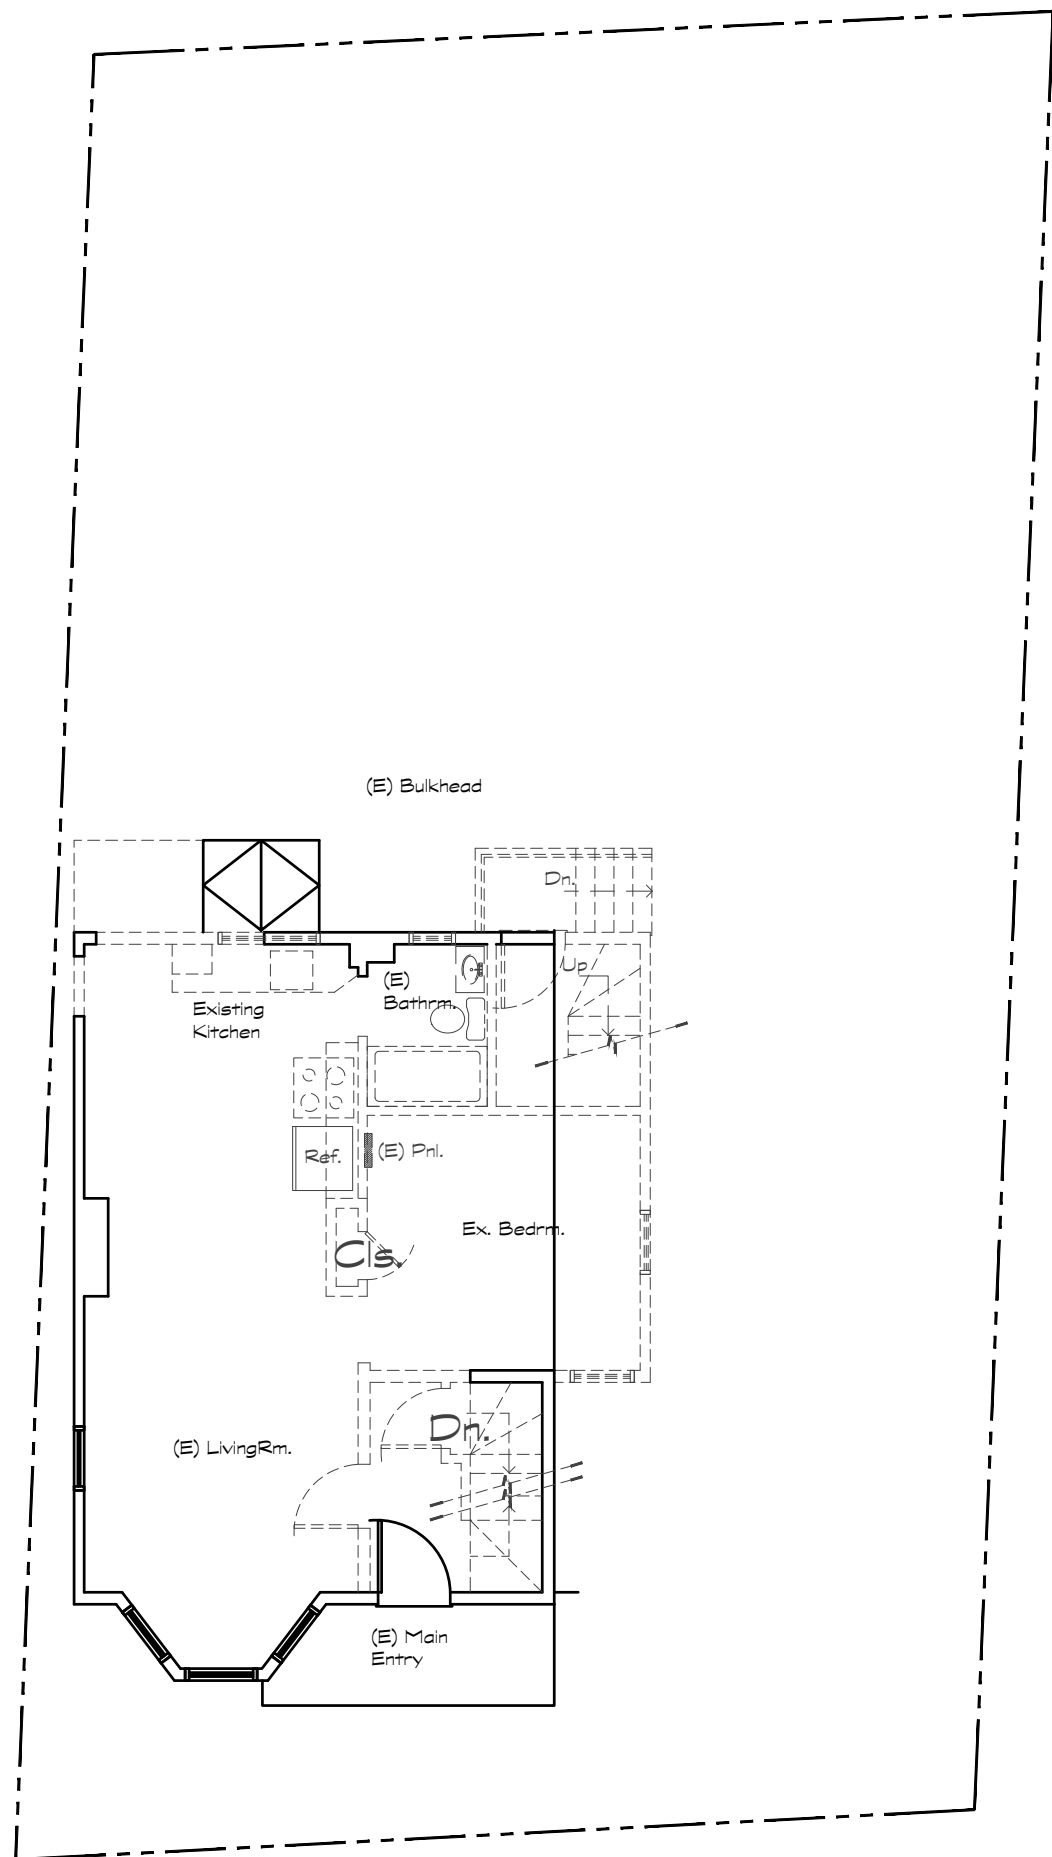 (E) Bulkhead
Dn.
Up
(E)
Bathrm.
Existing
Kitchen
Ref.
(E) Pnl.
Ex. Bedrm.
Cls.
Dn.
(E) LivingRm.
(E) Main
Entry